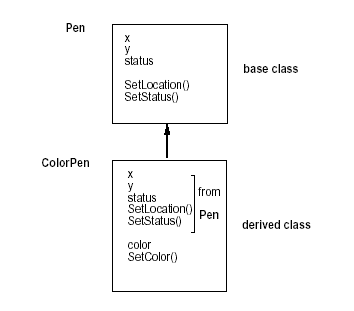 Pen
x
y
status
SetLocation()
SetStatus()
base class
ColorPen
x
y
status
SetLocation()
SetStatus()
from
Pen
color
SetColor()
derived class